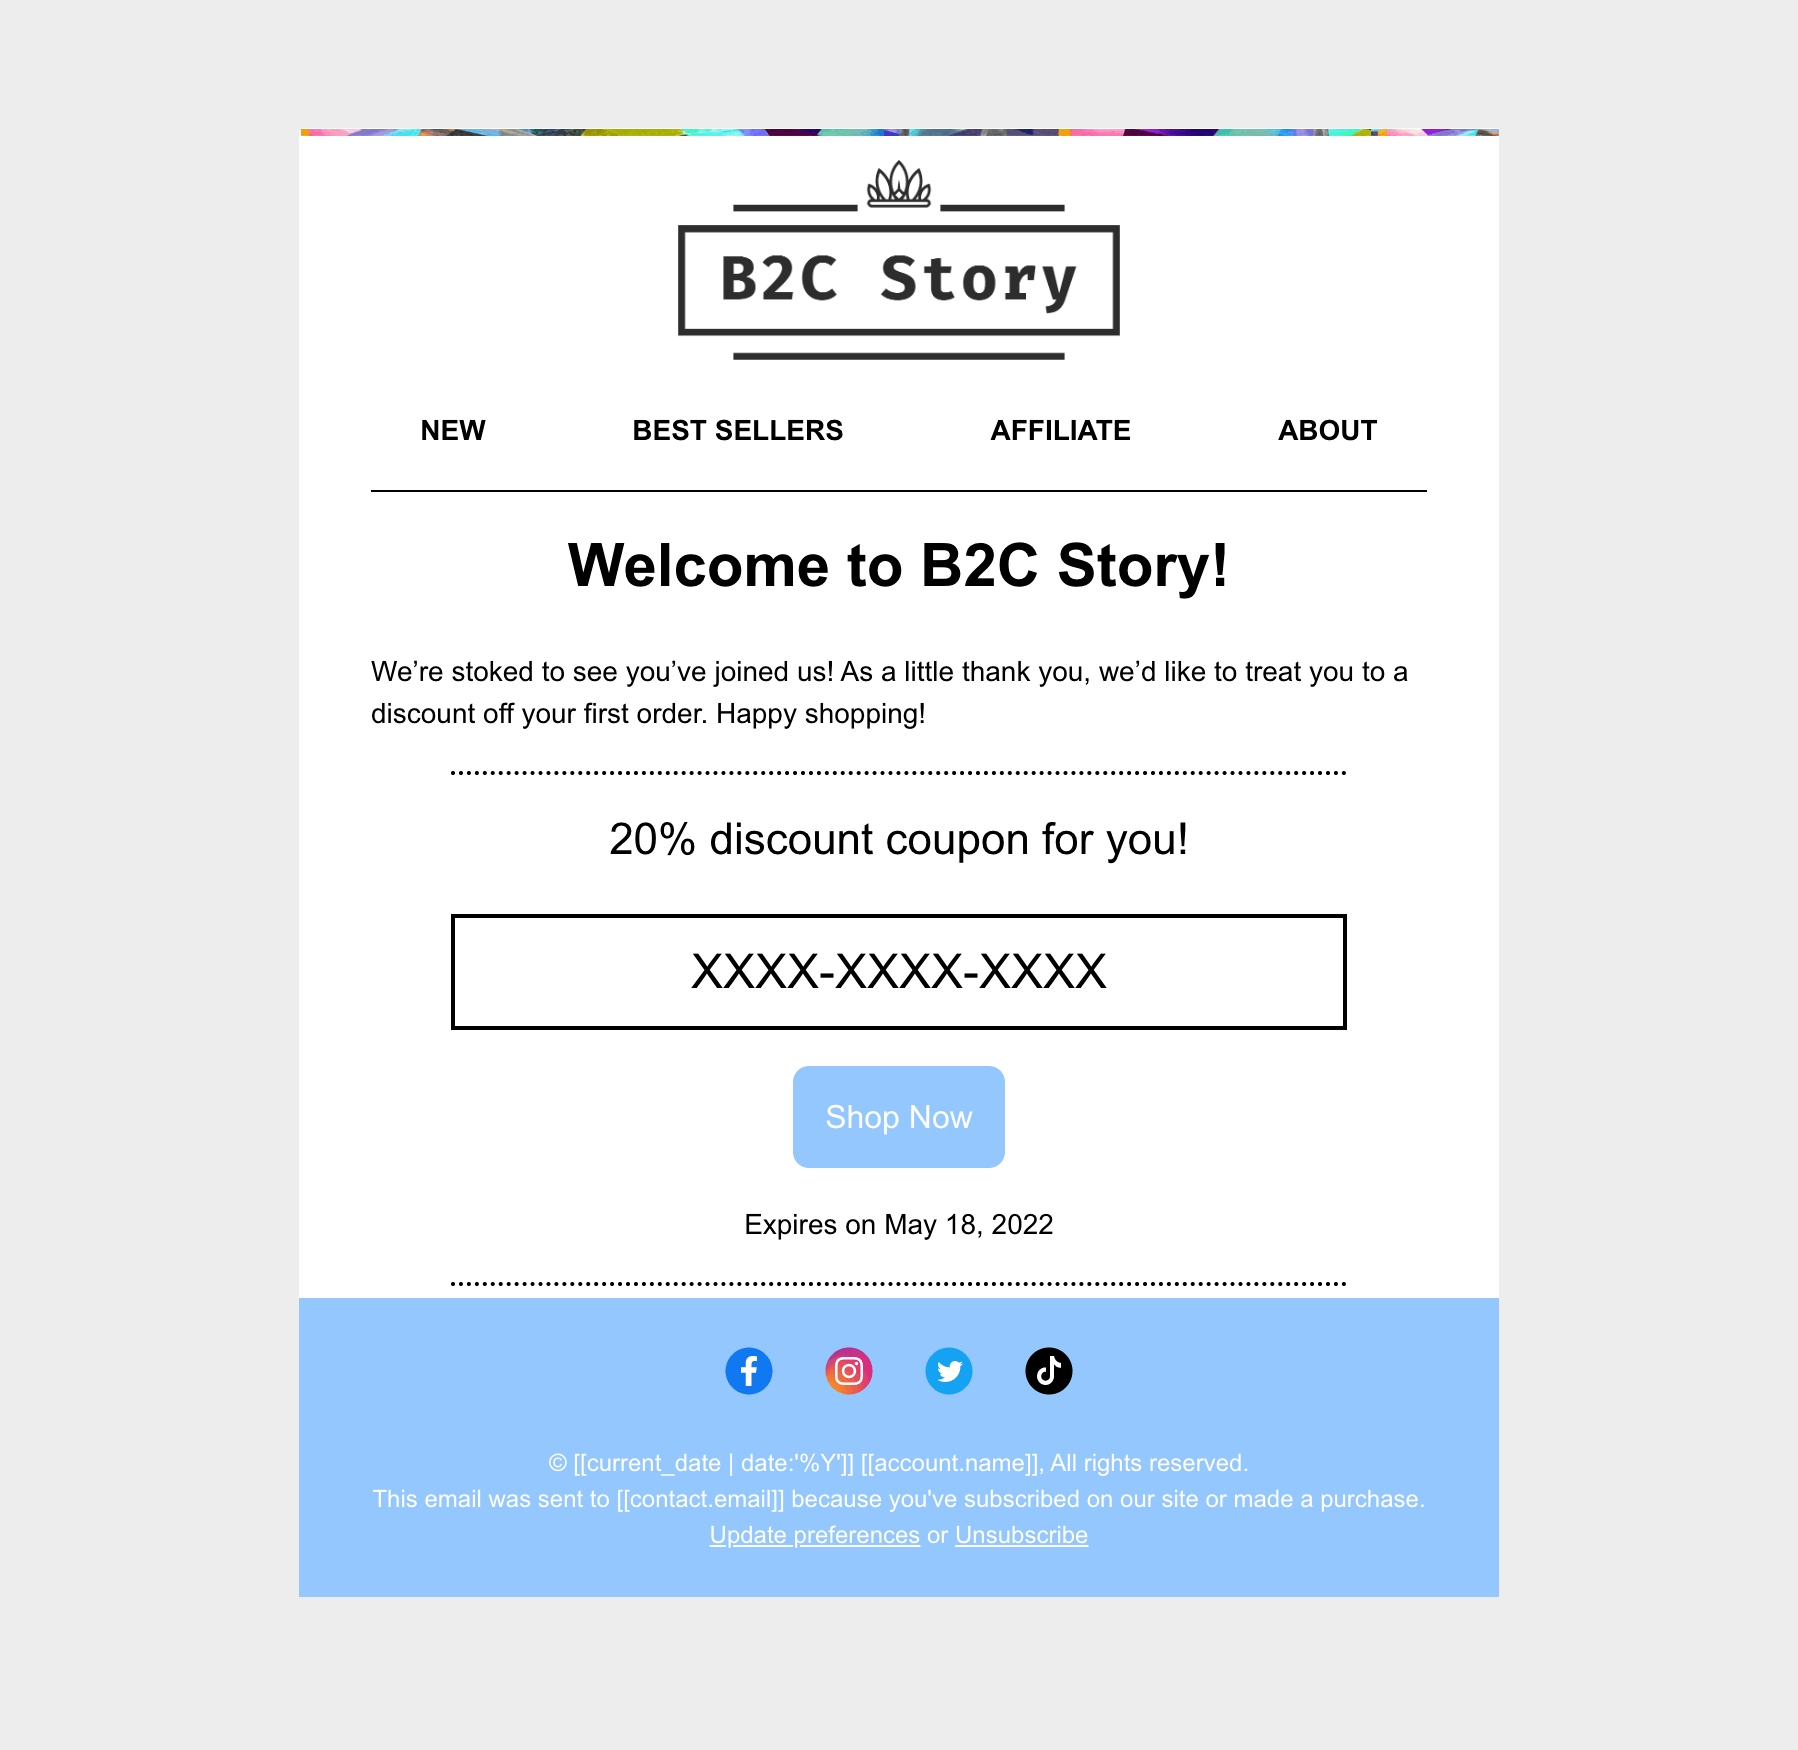 B2C Story
NEW BEST SELLERS AFFILIATE ABOUT
Welcome to B2C Story!
We’re stoked to see you’ve joined us! As a little thank you, we’d like to treat you to a
discount off your first order. Happy shopping!
20% discount coupon for you!
XXXX-XXXX-XXXX
Shop Now
Expires on May 18, 2022
© [[current_date | date:'%Y']] [[account.name]], All rights reserved.
This email was sent to [[contact.email]] because you've subscribed on our site or made a purchase.
Update preferences or Unsubscribe